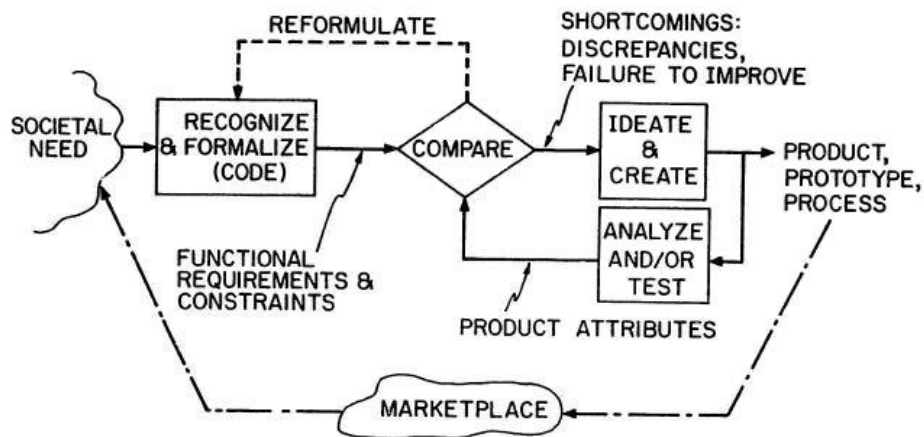 REFORMULATE
SHORTCOMINGS:
DISCREPANCIES,
FAILURE TO IMPROVE
SOCIETAL
NEED
RECOGNIZE
& FORMALIZE
(CODE)
COMPARE
IDEATE
&
CREATE
PRODUCT,
PROTOTYPE,
PROCESS
FUNCTIONAL
REQUIREMENTS &
CONSTRAINTS
ANALYZE
AND/OR
TEST
PRODUCT ATTRIBUTES
MARKETPLACE